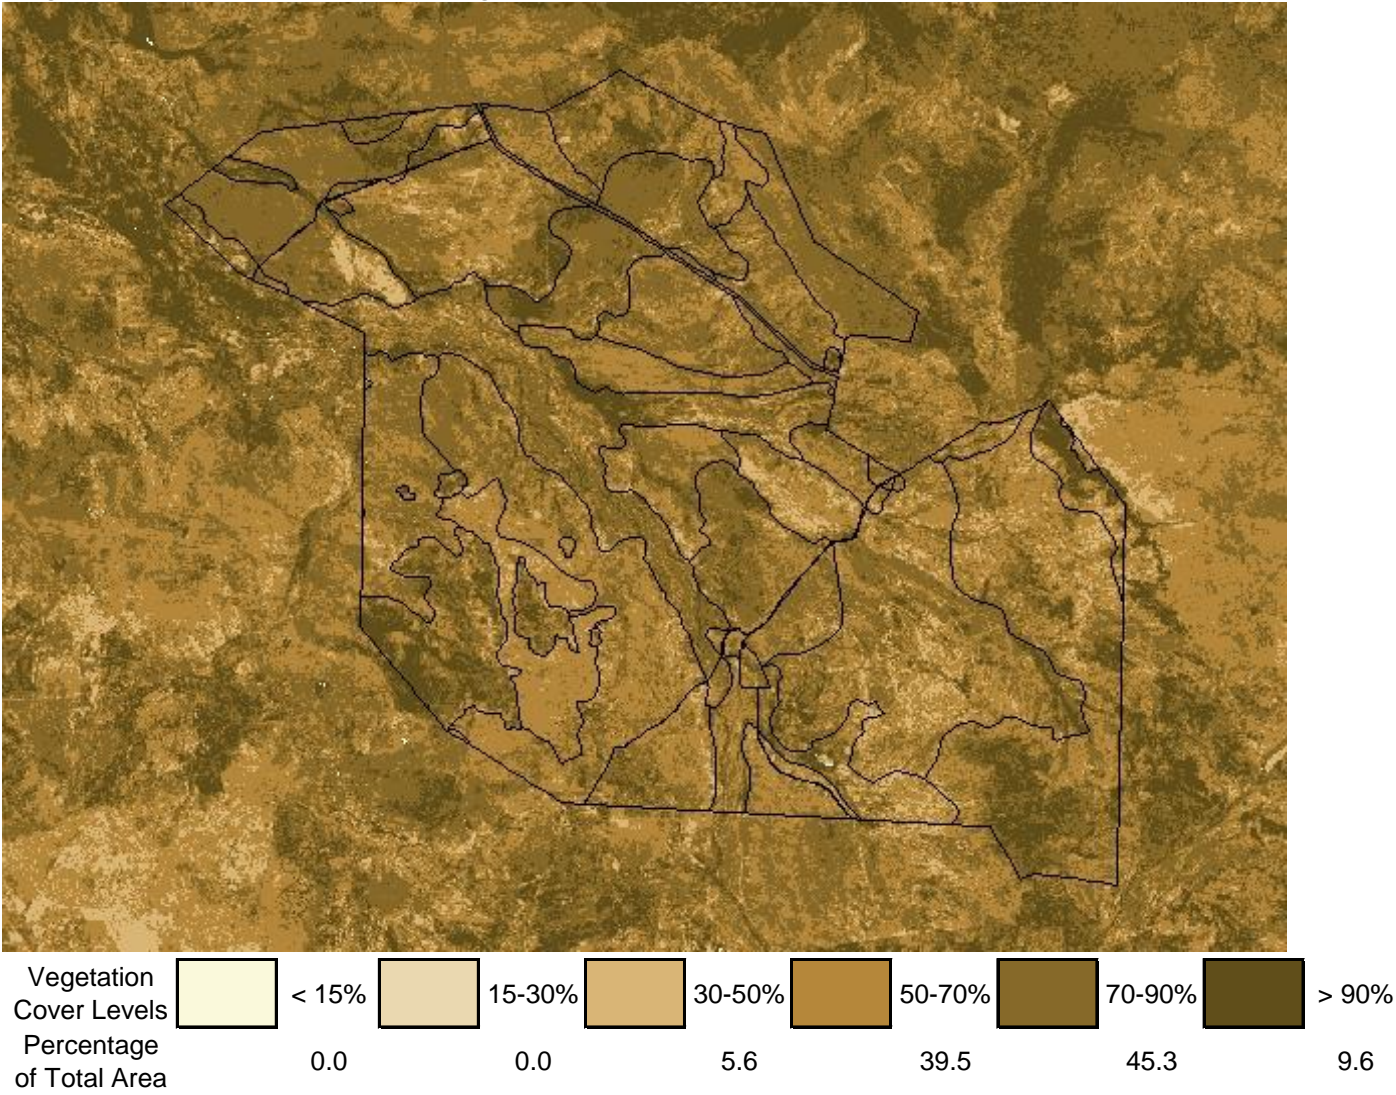 Vegetation
Cover Levels
< 15% 15-30% 30-50% 50-70% 70-90% > 90%
Percentage
of Total Area
0.0 0.0 5.6 39.5 45.3 9.6